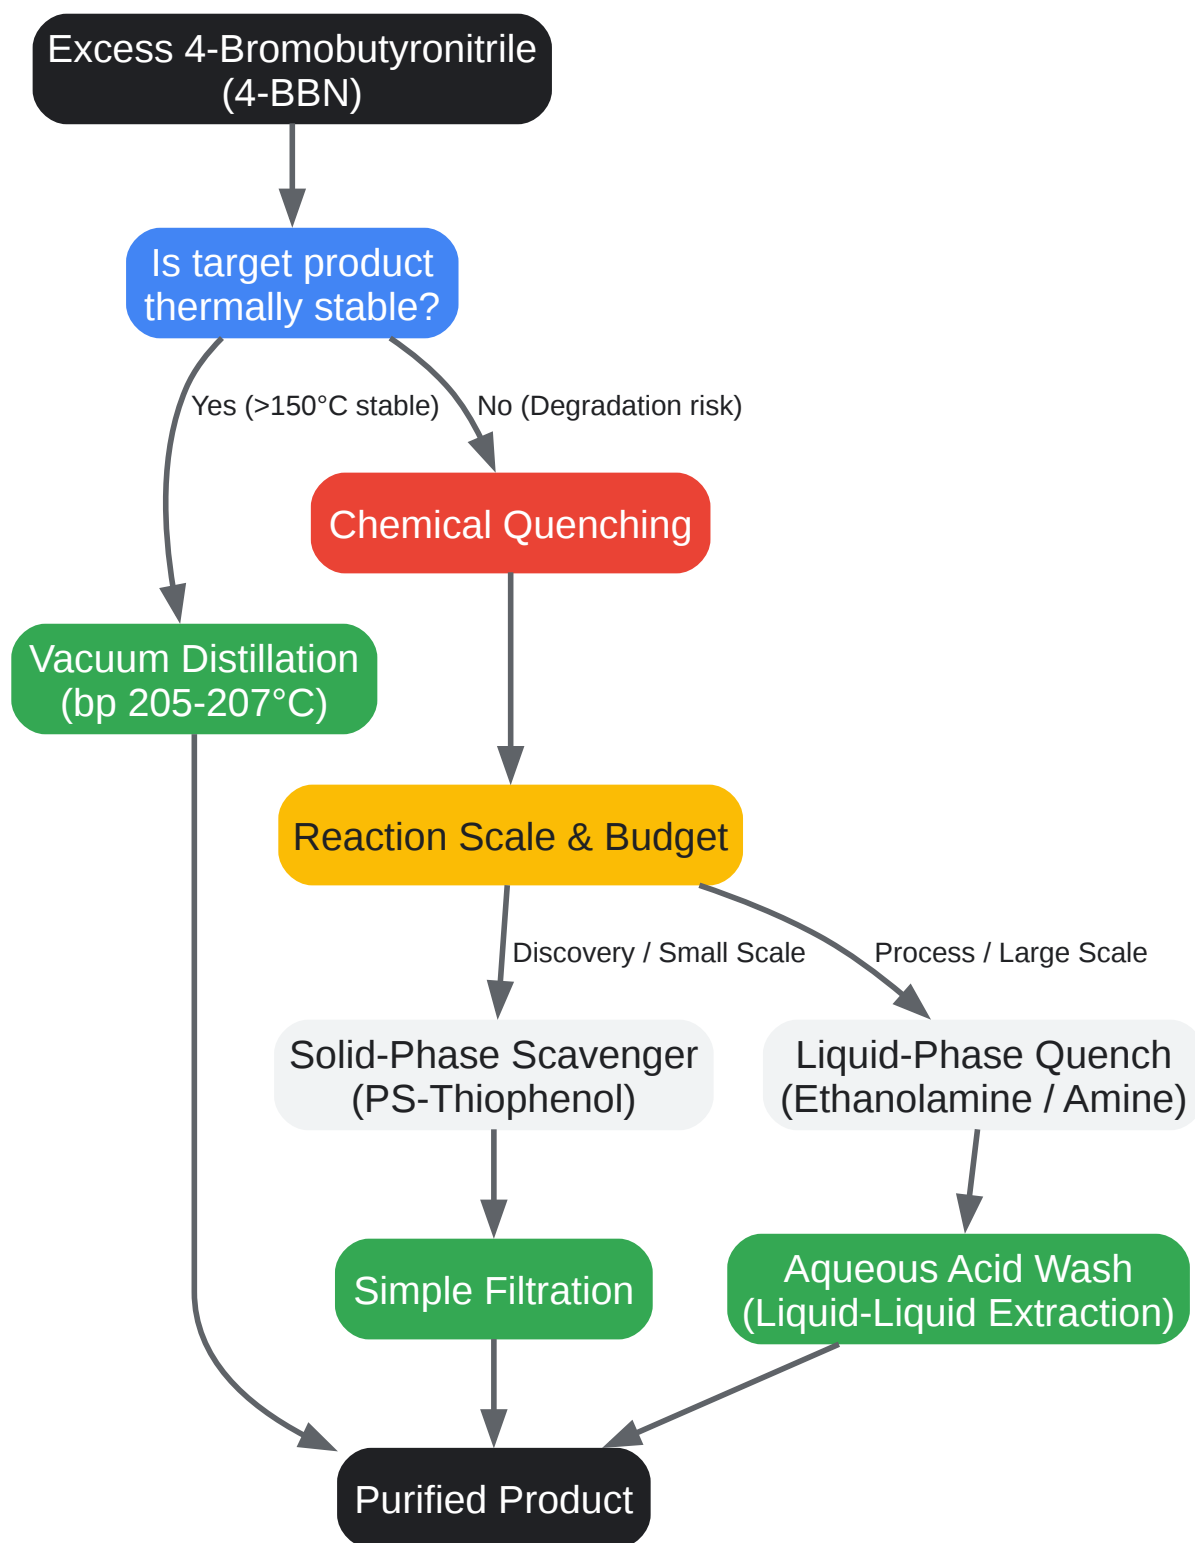 Excess 4-Bromobutyronitrile
(4-BBN)
Is target product
thermally stable?
Yes (>150°C stable)
No (Degradation risk)
Chemical Quenching
Vacuum Distillation
(bp 205-207°C)
Reaction Scale & Budget
Discovery / Small Scale
Process / Large Scale
Solid-Phase Scavenger
(PS-Thiophenol)
Liquid-Phase Quench
(Ethanolamine / Amine)
Simple Filtration
Aqueous Acid Wash
(Liquid-Liquid Extraction)
Purified Product